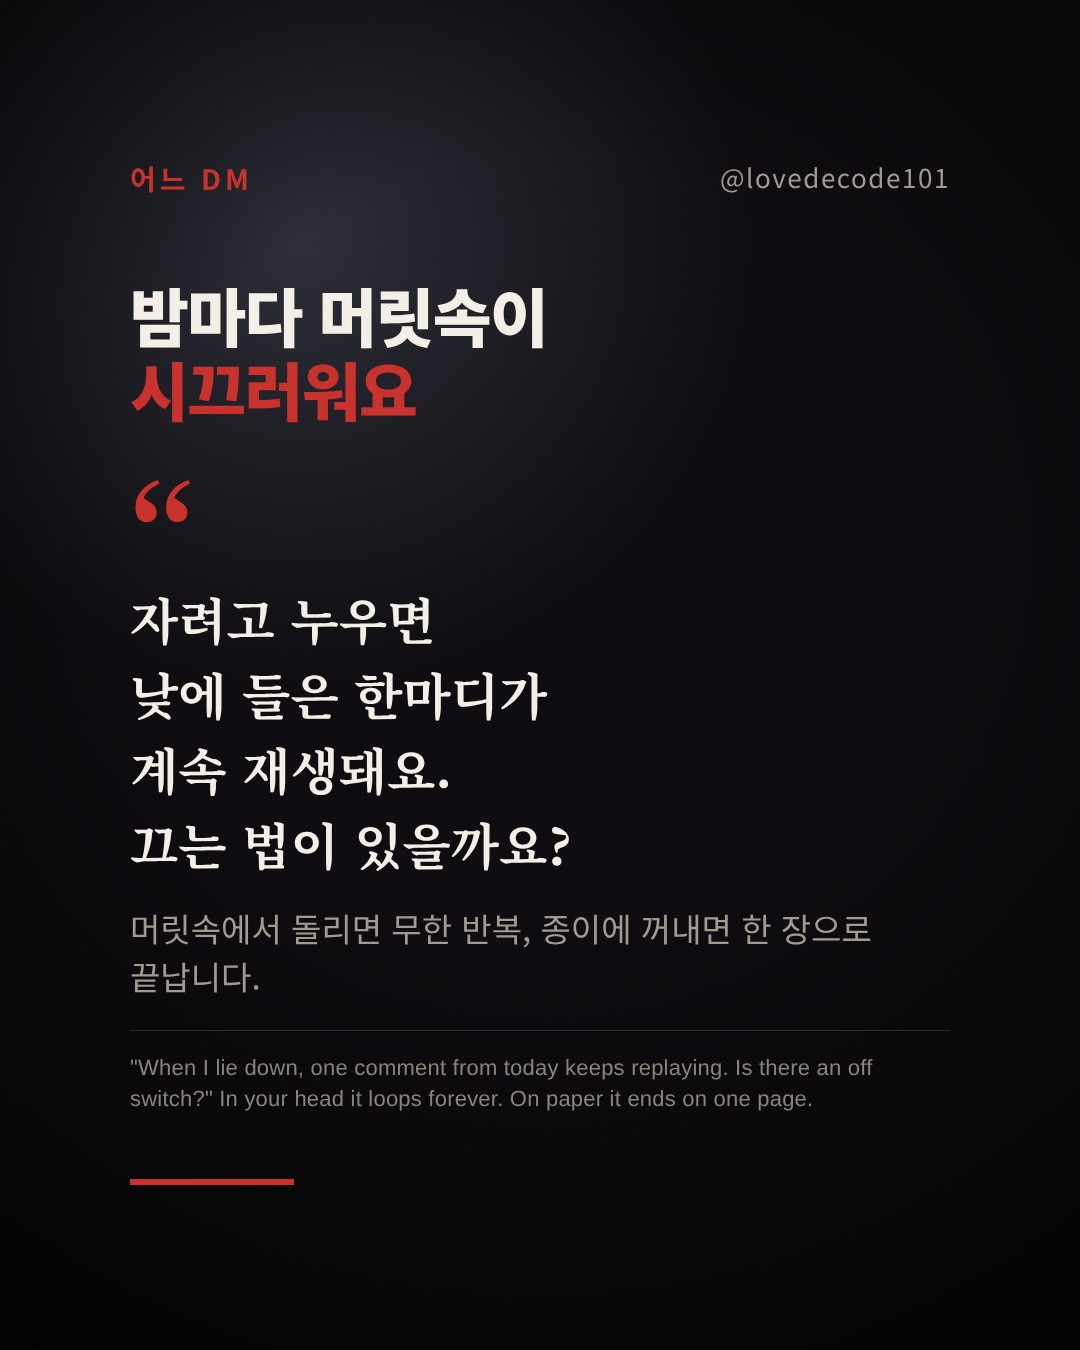 어느 DM
@lovedecode101
밤마다 머릿속이
시끄러워요
“
자려고 누우면
낮에 들은 한마디가
계속 재생돼요.
끄는 법이 있을까요?
머릿속에서 돌리면 무한 반복, 종이에 꺼내면 한 장으로
끝납니다.
"When I lie down, one comment from today keeps replaying. Is there an off
switch?" In your head it loops forever. On paper it ends on one page.